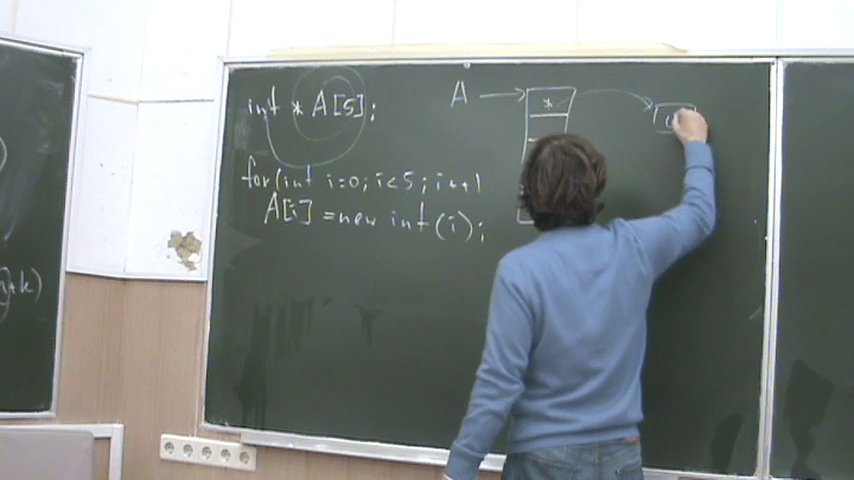 int * A[5];
for(int i=0; i<5; i++)
A[i] = new int(i);
A
*